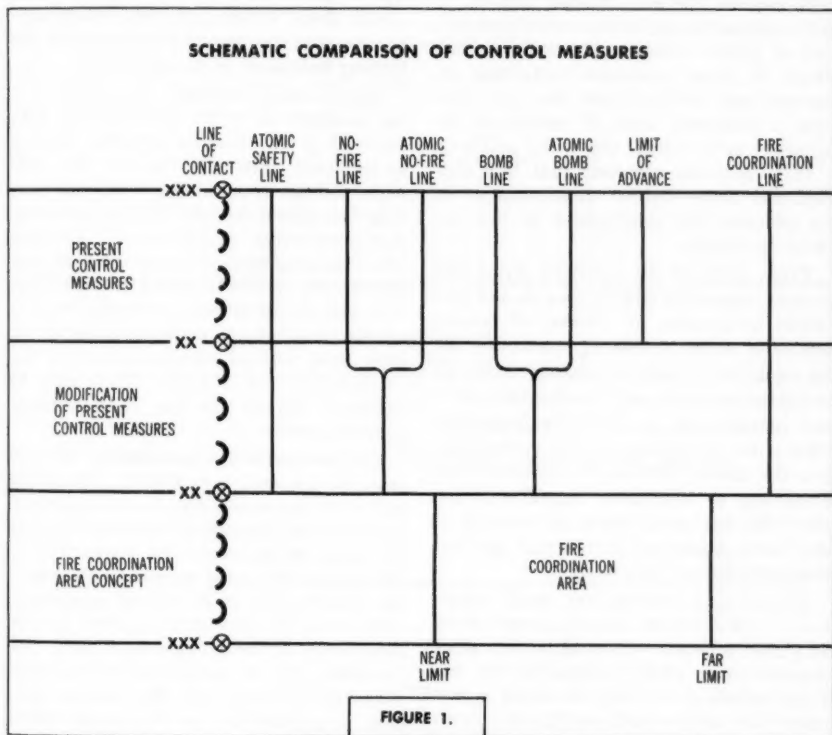 SCHEMATIC COMPARISON OF CONTROL MEASURES
LINE
OF
CONTACT
ATOMIC
SAFETY
LINE
NO-
FIRE
LINE
ATOMIC
NO-FIRE
LINE
BOMB
LINE
ATOMIC
BOMB
LINE
LIMIT
OF
ADVANCE
FIRE
COORDINATION
LINE
XXX
PRESENT
CONTROL
MEASURES
XX
MODIFICATION
OF PRESENT
CONTROL MEASURES
XX
FIRE COORDINATION
AREA CONCEPT
FIRE
COORDINATION
AREA
XXX
NEAR
LIMIT
FAR
LIMIT
FIGURE 1.